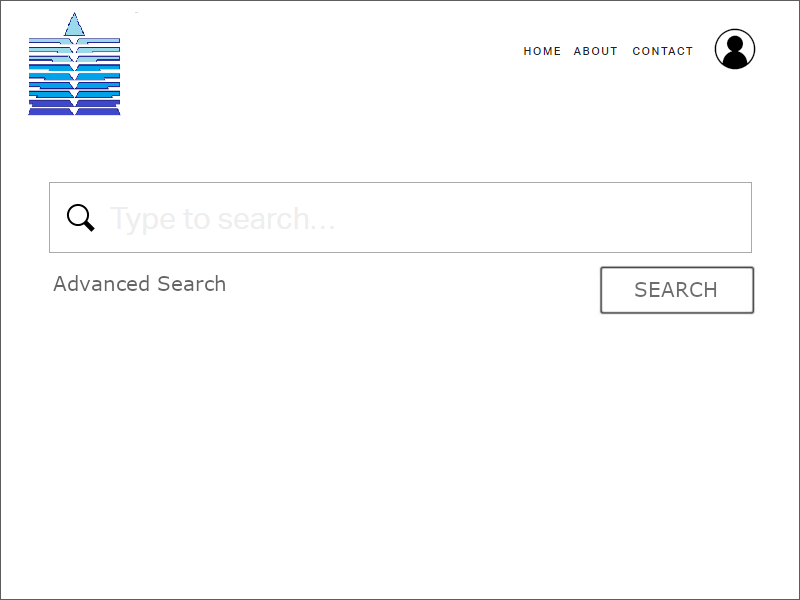 HOME ABOUT CONTACT
Type to search...
Advanced Search
SEARCH